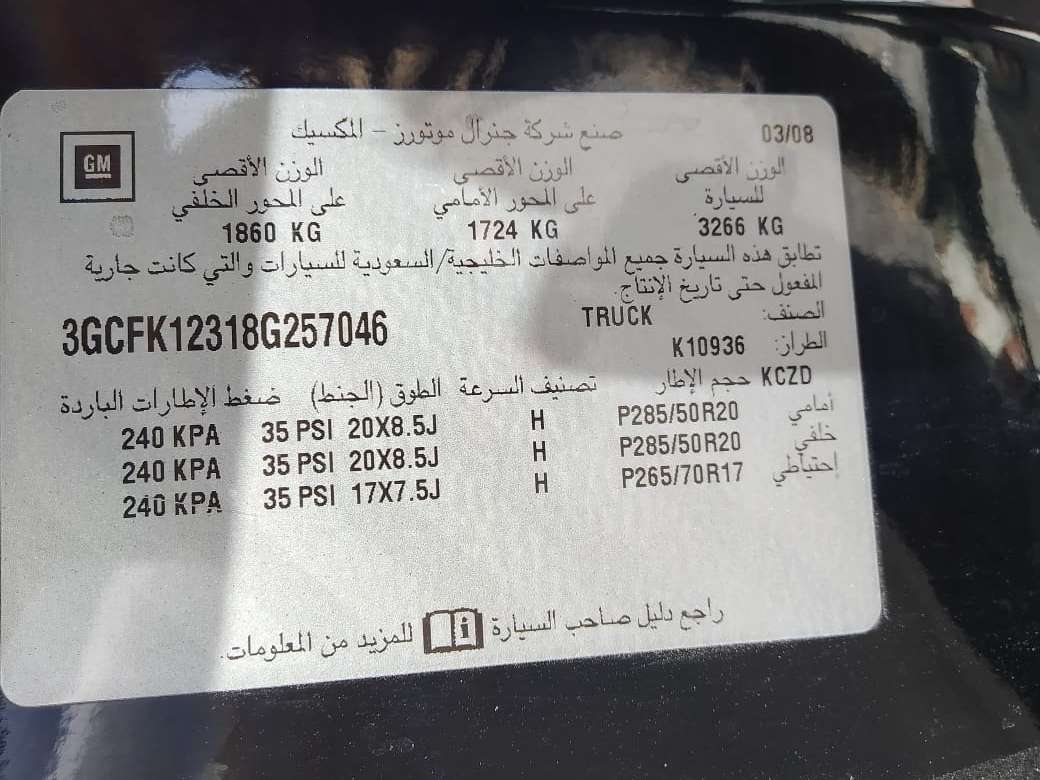 GM
صنع شركة جنرال موتورز - المكسيك 03/08
الوزن الأقصى للسيارة
3266 KG
الوزن الأقصى على المحور الأمامي
1724 KG
الوزن الأقصى على المحور الخلفي
1860 KG
تطابق هذه السيارة جميع المواصفات الخليجية/السعودية للسيارات والتي كانت جارية
المفعول حتى تاريخ الإنتاج.
3GCFK12318G257046
الصنف: TRUCK
الطراز: K10936
KCZD حجم الإطار تصنيف السرعة الطوق (الجنط) ضغط الإطارات الباردة
أمامي P285/50R20 H 20X8.5J 35 PSI 240 KPA
خلفي P285/50R20 H 20X8.5J 35 PSI 240 KPA
إحتياطي P265/70R17 H 17X7.5J 35 PSI 240 KPA
راجع دليل صاحب السيارة للمزيد من المعلومات.